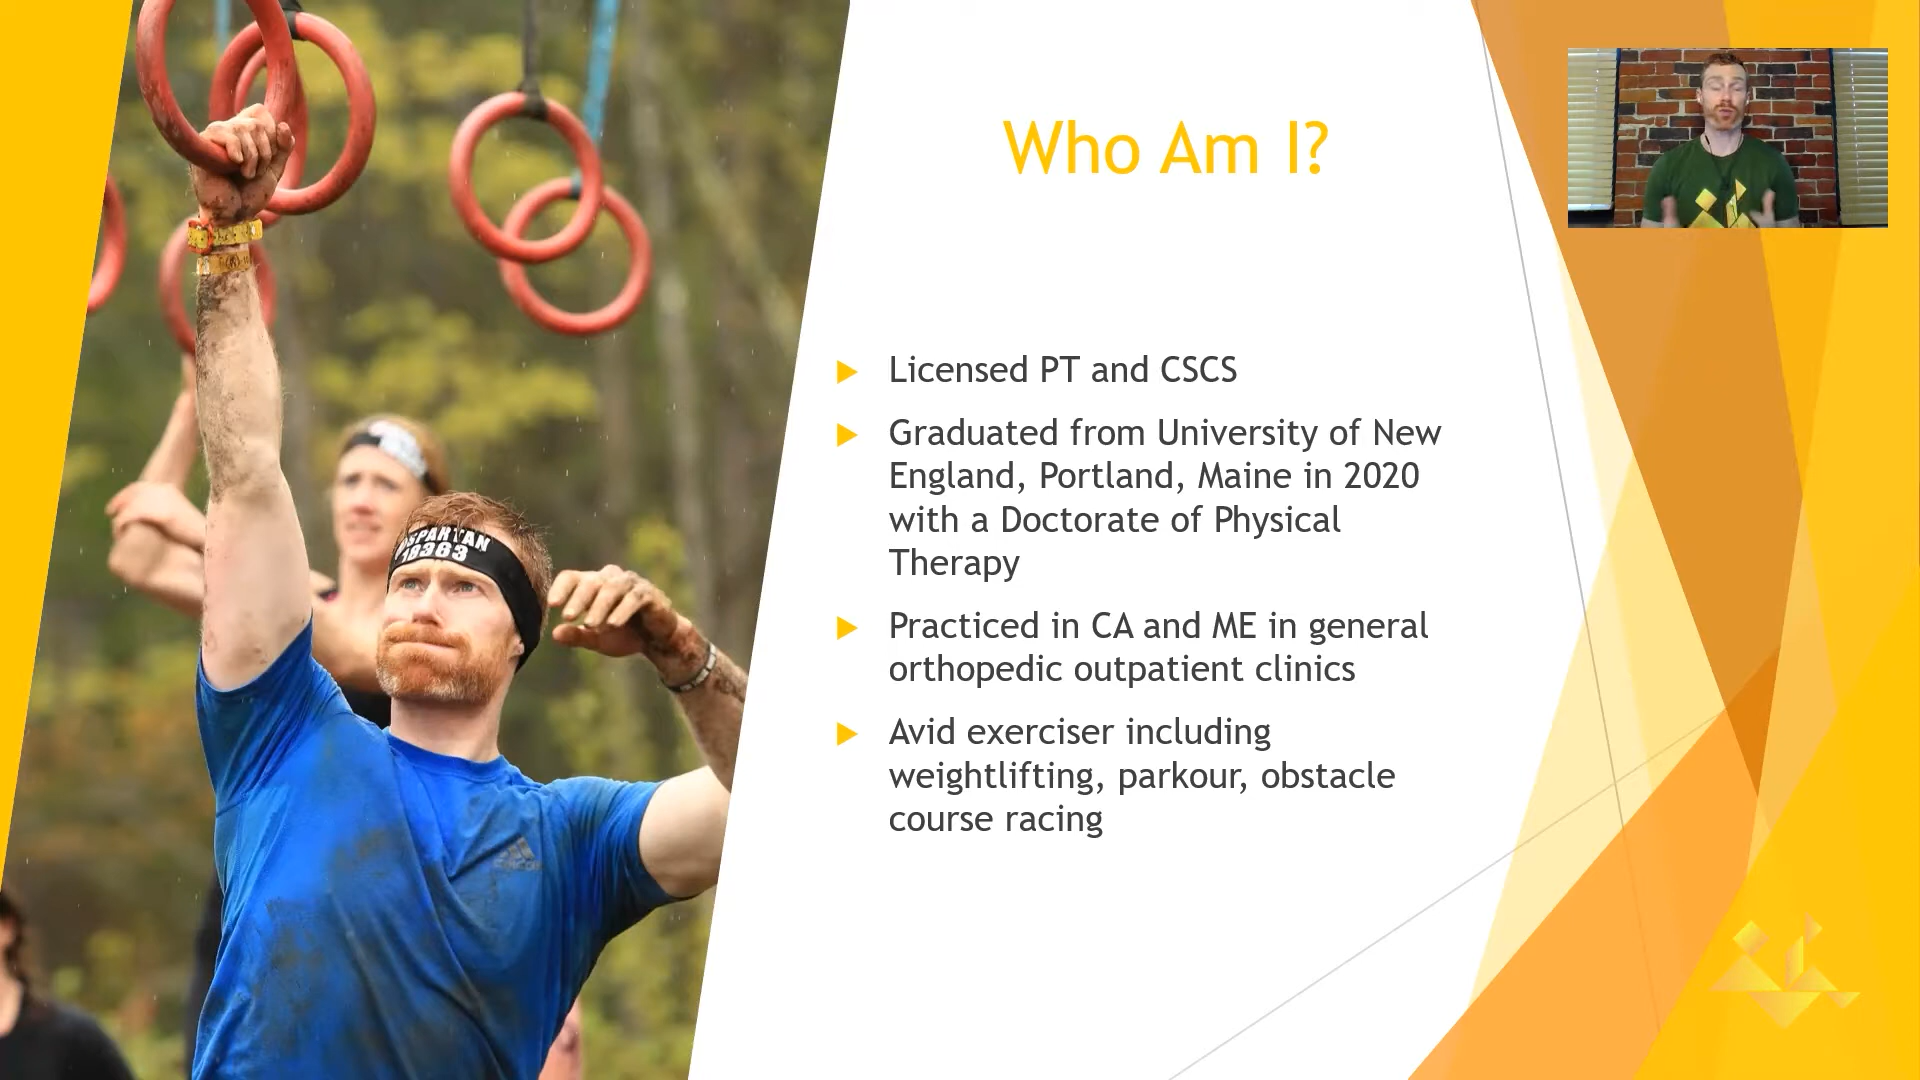 Who Am I?
Licensed PT and CSCS
Graduated from University of New
England, Portland, Maine in 2020
with a Doctorate of Physical
Therapy
Practiced in CA and ME in general
orthopedic outpatient clinics
Avid exerciser including
weightlifting, parkour, obstacle
course racing
SPARTAN
18383